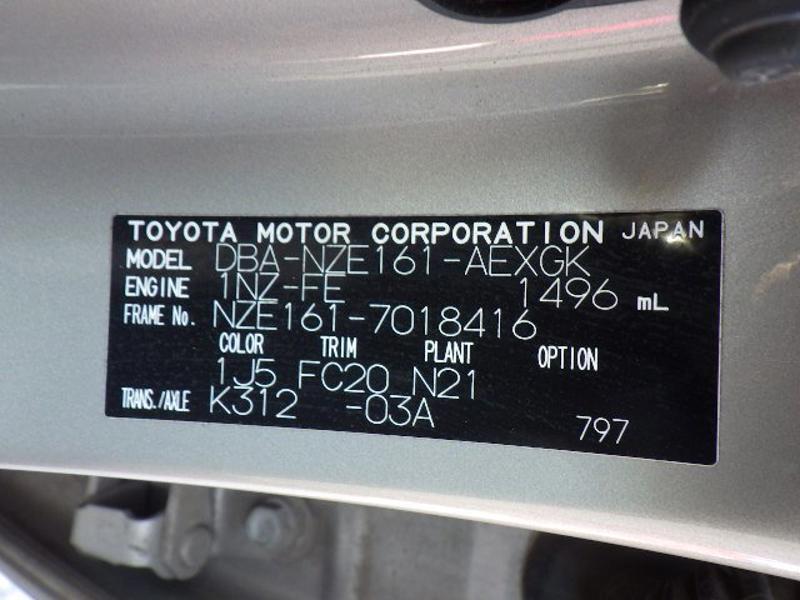 TOYOTA MOTOR CORPORATION JAPAN
MODEL DBA-NZE161-AEXGK
ENGINE 1NZ-FE 1496 mL
FRAME No. NZE161-7018416
COLOR TRIM PLANT OPTION
1J5 FC20 N21
TRANS./AXLE K312 -03A
797